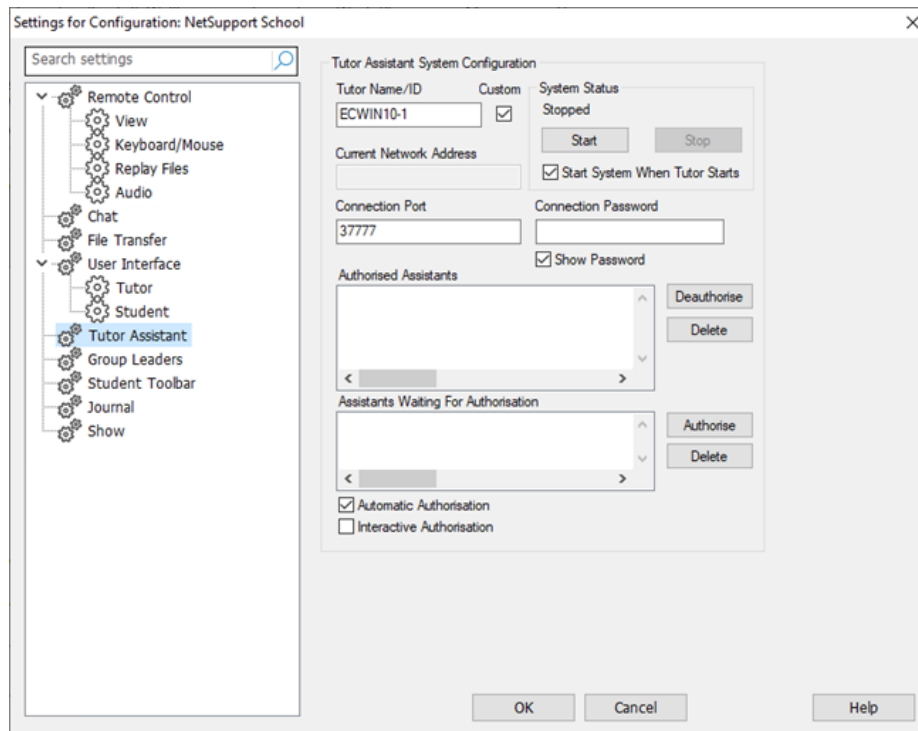 Settings for Configuration: NetSupport School
Search settings
Remote Control
View
Keyboard/Mouse
Replay Files
Audio
Chat
File Transfer
User Interface
Tutor
Student
Tutor Assistant
Group Leaders
Student Toolbar
Journal
Show
Tutor Assistant System Configuration
Tutor Name/ID Custom
ECWIN10-1
System Status
Stopped
Start Stop
Start System When Tutor Starts
Current Network Address
Connection Port Connection Password
37777
Show Password
Authorised Assistants
Deauthorise
Delete
Assistants Waiting For Authorisation
Authorise
Delete
Automatic Authorisation
Interactive Authorisation
OK Cancel Help